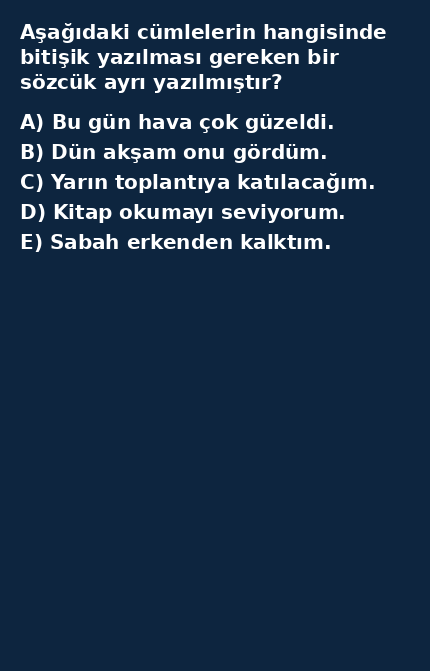 Aşağıdaki cümlelerin hangisinde
bitişik yazılması gereken bir
sözcük ayrı yazılmıştır?
A) Bu gün hava çok güzeldi.
B) Dün akşam onu gördüm.
C) Yarın toplantıya katılacağım.
D) Kitap okumayı seviyorum.
E) Sabah erkenden kalktım.